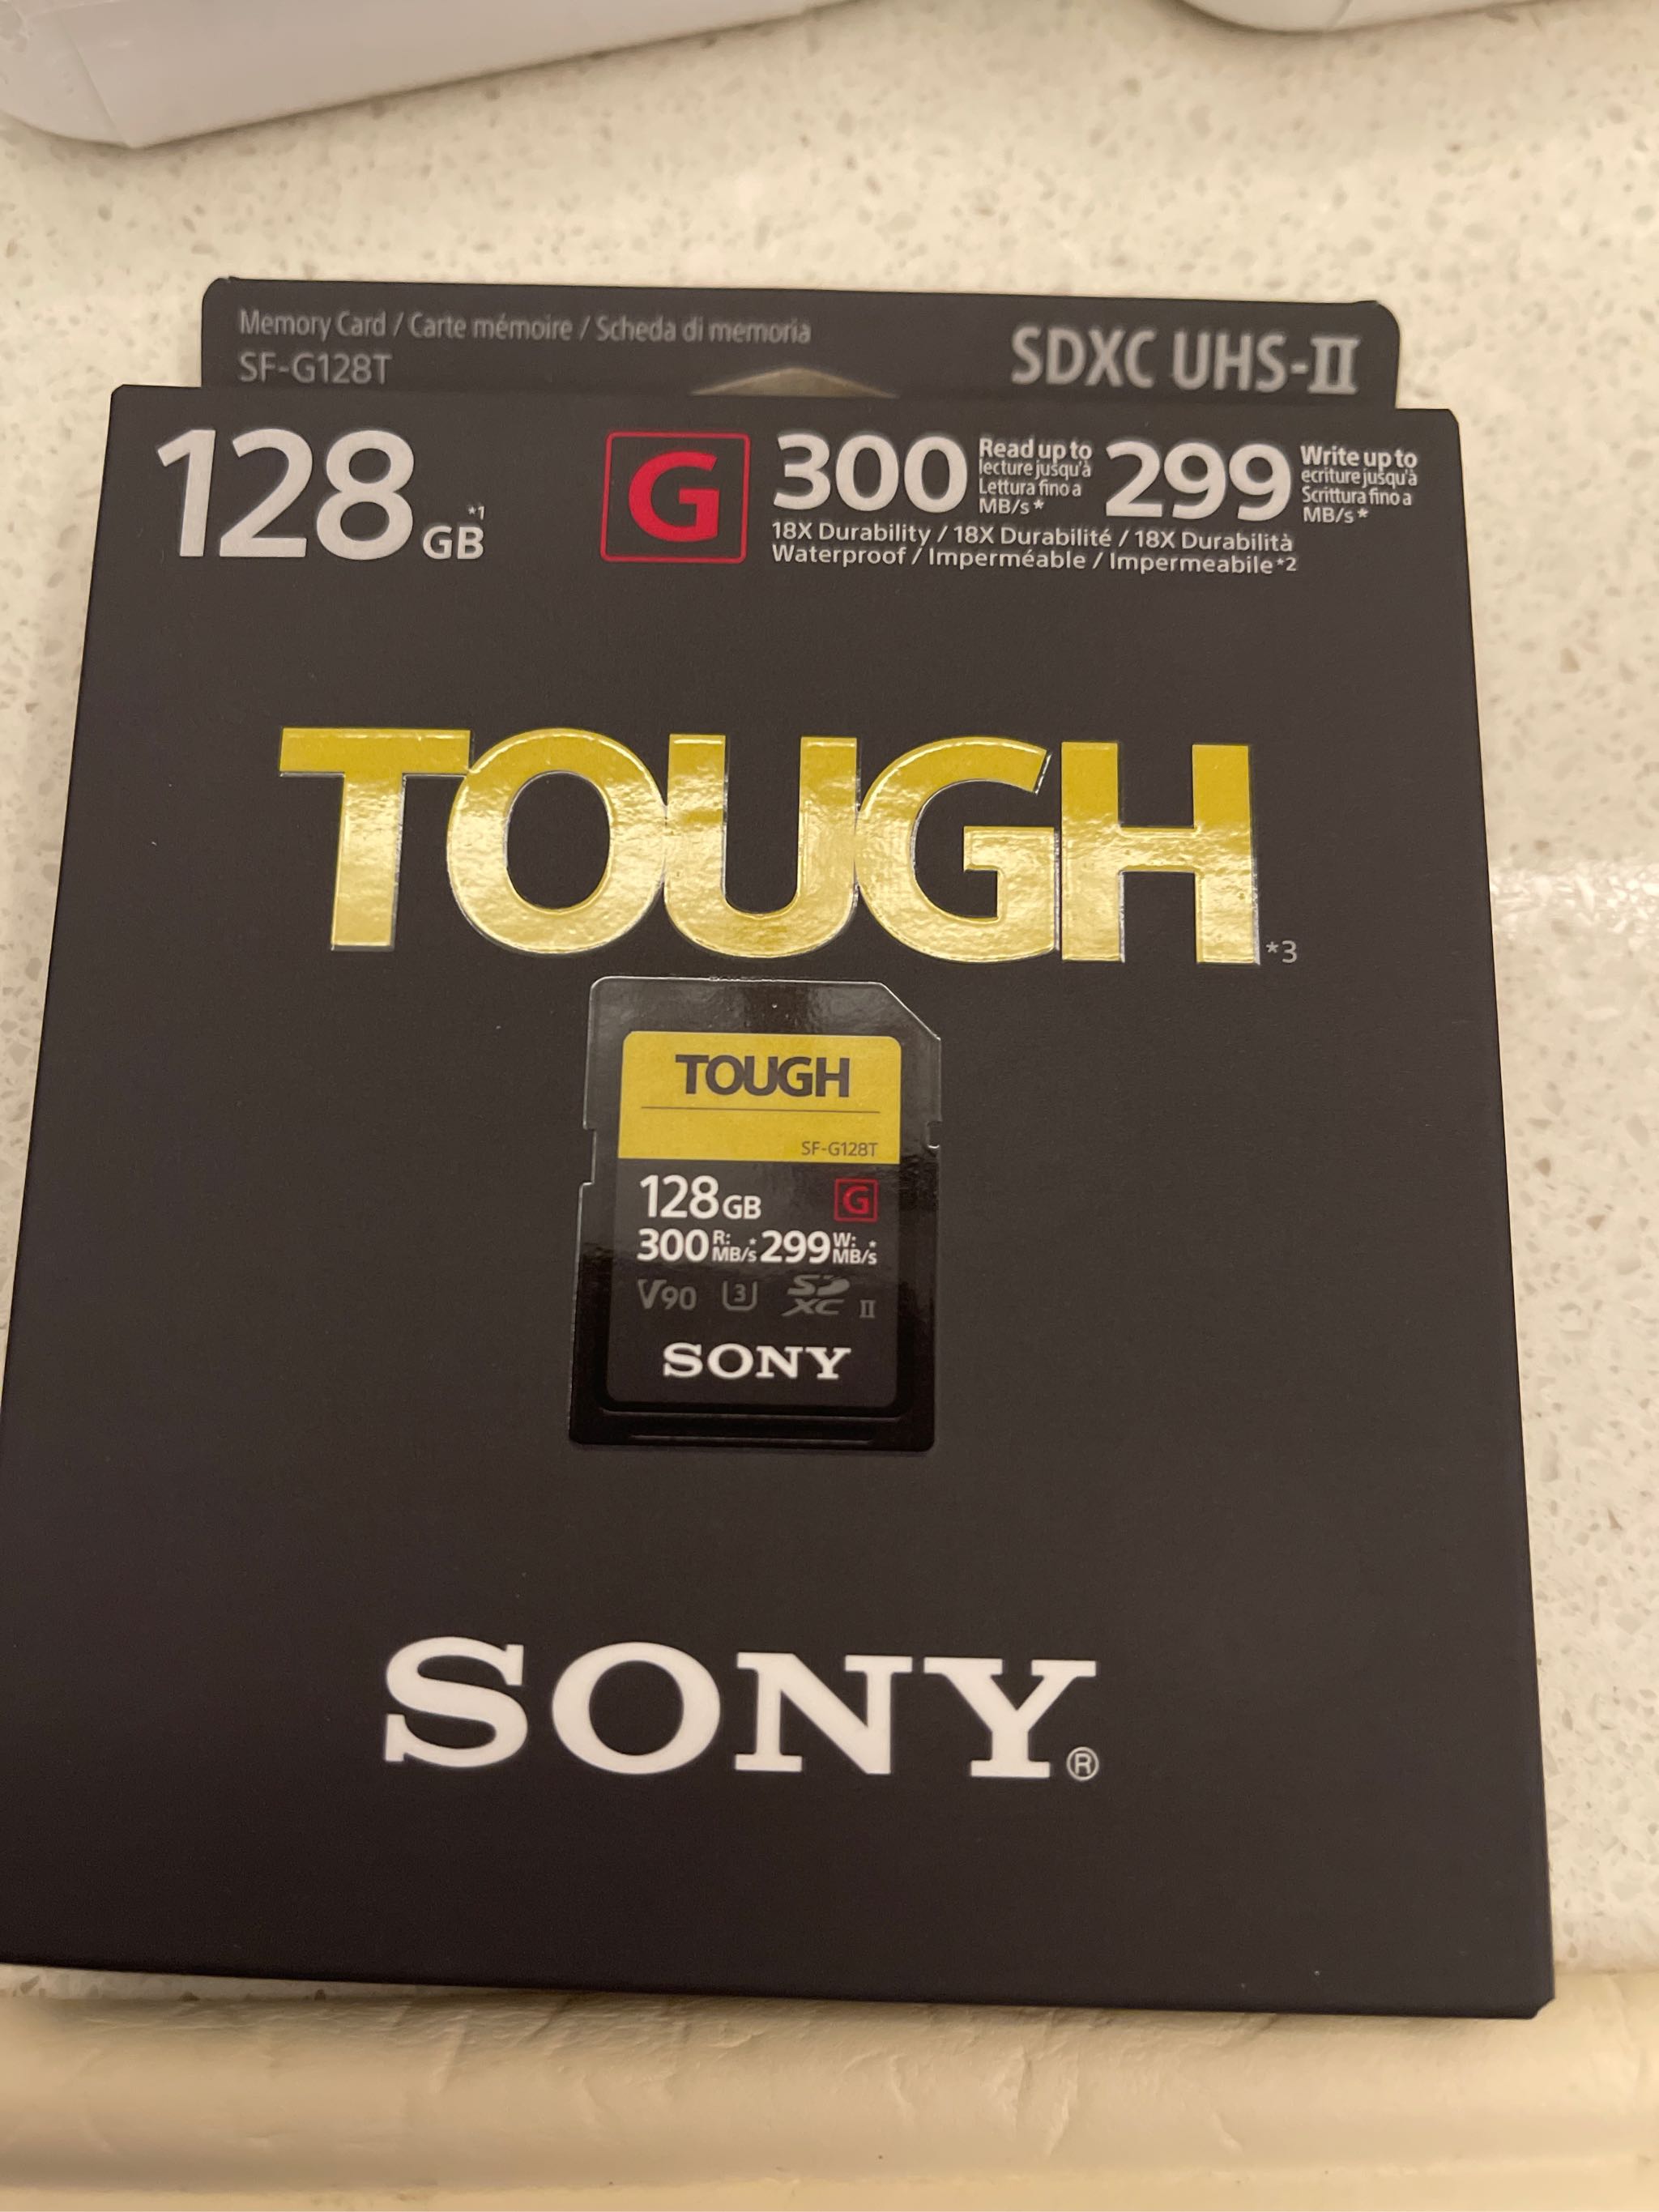 Memory Card / Carte mémoire / Scheda di memoria
SF-G128T
SDXC UHS-II
128 GB *1
G
300 Read up to
lecture jusqu'à
Lettura fino a
MB/s*
299 Write up to
ecriture jusqu'à
Scrittura fino a
MB/s*
18X Durability / 18X Durabilité / 18X Durabilità
Waterproof / Imperméable / Impermeabile*2
TOUGH *3
TOUGH
SF-G128T
128GB G
300 R: MB/s* 299 W: MB/s*
V90 3 SD XC II
SONY
SONY®